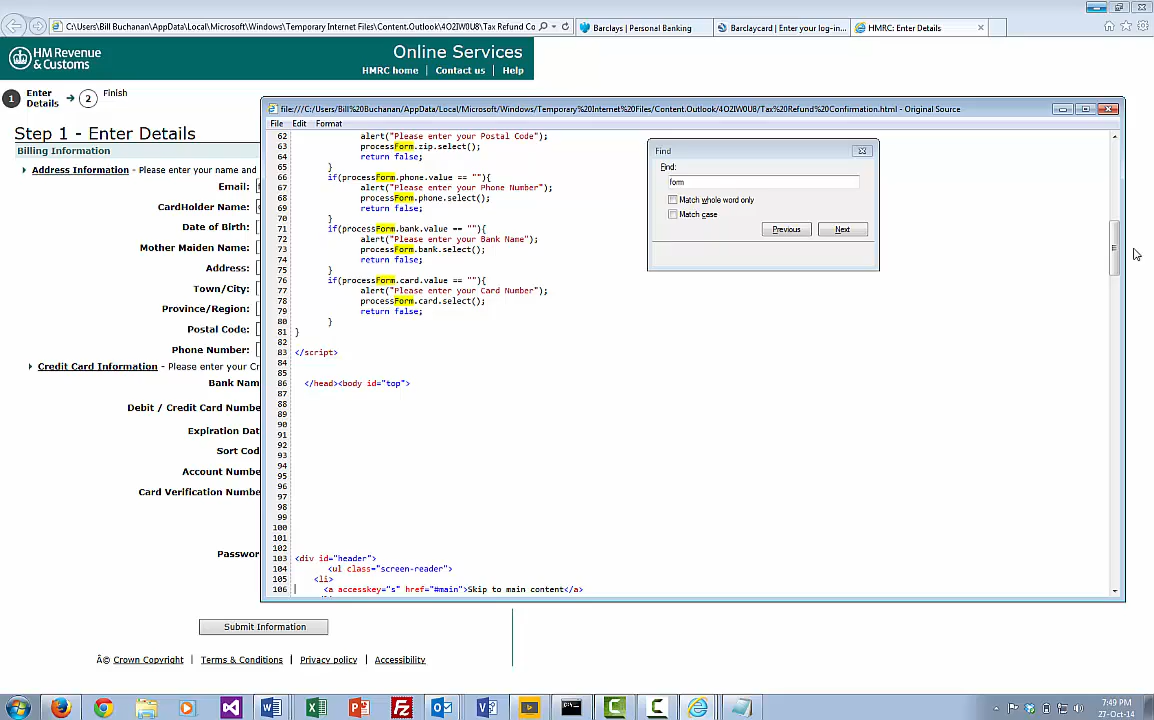 C:\Users\Bill Buchanan\AppData\Local\Microsoft\Windows\Temporary Internet Files\Content.Outlook\4O2IW0U8\Tax Refund Co
Barclays | Personal Banking
Barclaycard | Enter your log-in...
HMRC: Enter Details
HM Revenue
& Customs
Online Services
HMRC home | Contact us | Help
1 Enter Details
2 Finish
Step 1 - Enter Details
Billing Information
Address Information - Please enter your name and
Email:
CardHolder Name:
Date of Birth:
Mother Maiden Name:
Address:
Town/City:
Province/Region:
Postal Code:
Phone Number:
Credit Card Information - Please enter your Cr
Bank Nam
Debit / Credit Card Numbe
Expiration Dat
Sort Cod
Account Numbe
Card Verification Numbe
Passwor
Submit Information
Â© Crown Copyright | Terms & Conditions | Privacy policy | Accessibility
file:///C:/Users/Bill%20Buchanan/AppData/Local/Microsoft/Windows/Temporary%20Internet%20Files/Content.Outlook/4O2IW0U8/Tax%20Refund%20Confirmation.html - Original Source
File Edit Format
62 alert("Please enter your Postal Code");
63 processForm.zip.select();
64 return false;
65 }
66 if(processForm.phone.value == ""){
67 alert("Please enter your Phone Number");
68 processForm.phone.select();
69 return false;
70 }
71 if(processForm.bank.value == ""){
72 alert("Please enter your Bank Name");
73 processForm.bank.select();
74 return false;
75 }
76 if(processForm.card.value == ""){
77 alert("Please enter your Card Number");
78 processForm.card.select();
79 return false;
80 }
81 }
82
83 </script>
84
85
86 </head><body id="top">
87
88
89
90
91
92
93
94
95
96
97
98
99
100
101
102
103 <div id="header">
104 <ul class="screen-reader">
105 <li>
106 <a accesskey="s" href="#main">Skip to main content</a>
Find
Find:
form
Match whole word only
Match case
Previous
Next
7:49 PM
27-Oct-14